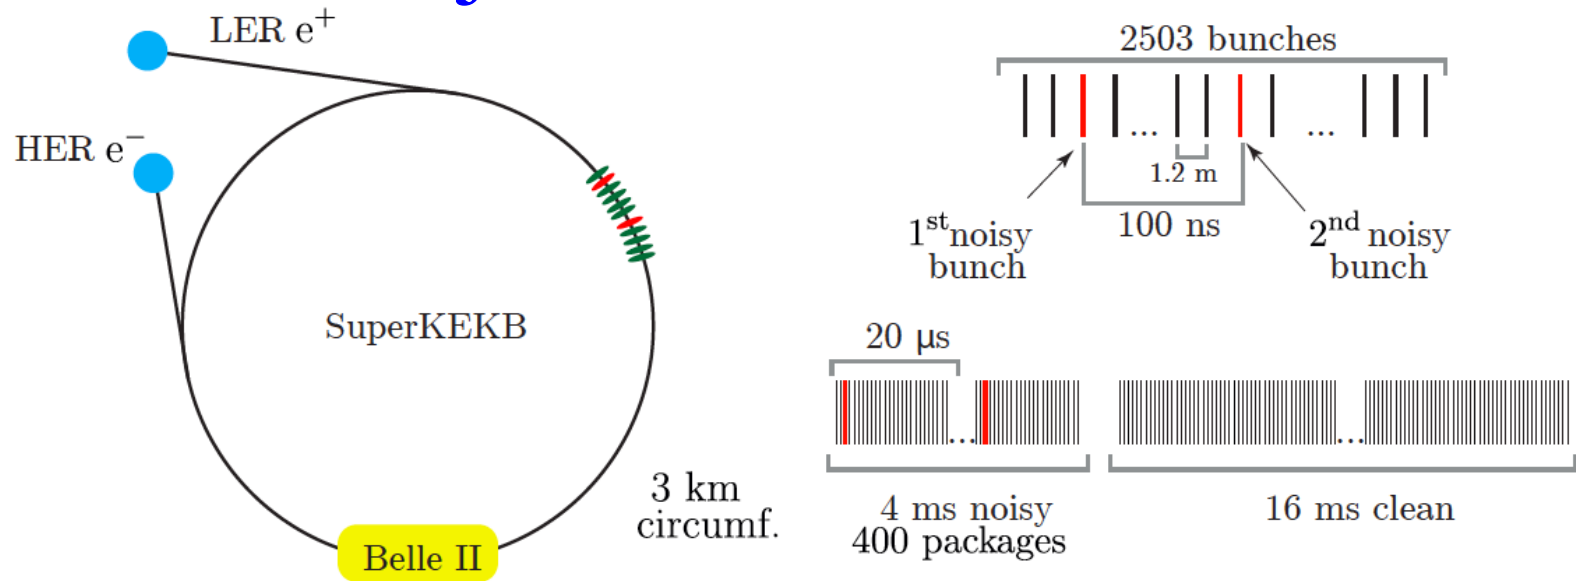 LER e⁺
HER e⁻
SuperKEKB
Belle II
3 km
circumf.
2503 bunches
...
...
1.2 m
100 ns
1ˢᵗ noisy
bunch
2ⁿᵈ noisy
bunch
20 μs
...
...
4 ms noisy
400 packages
16 ms clean